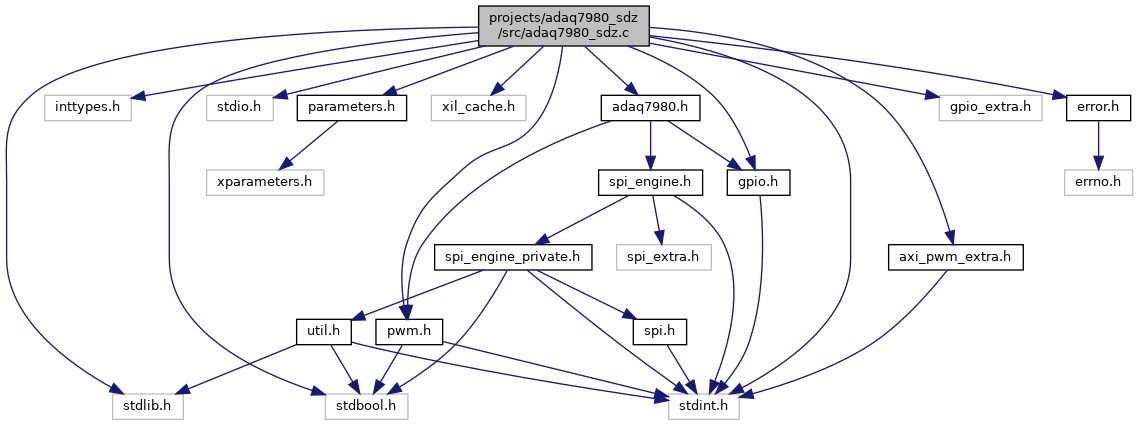 projects/adaq7980_sdz
/src/adaq7980_sdz.c
inttypes.h
stdio.h
parameters.h
xil_cache.h
adaq7980.h
gpio_extra.h
error.h
xparameters.h
spi_engine.h
gpio.h
errno.h
spi_engine_private.h
spi_extra.h
axi_pwm_extra.h
util.h
pwm.h
spi.h
stdlib.h
stdbool.h
stdint.h